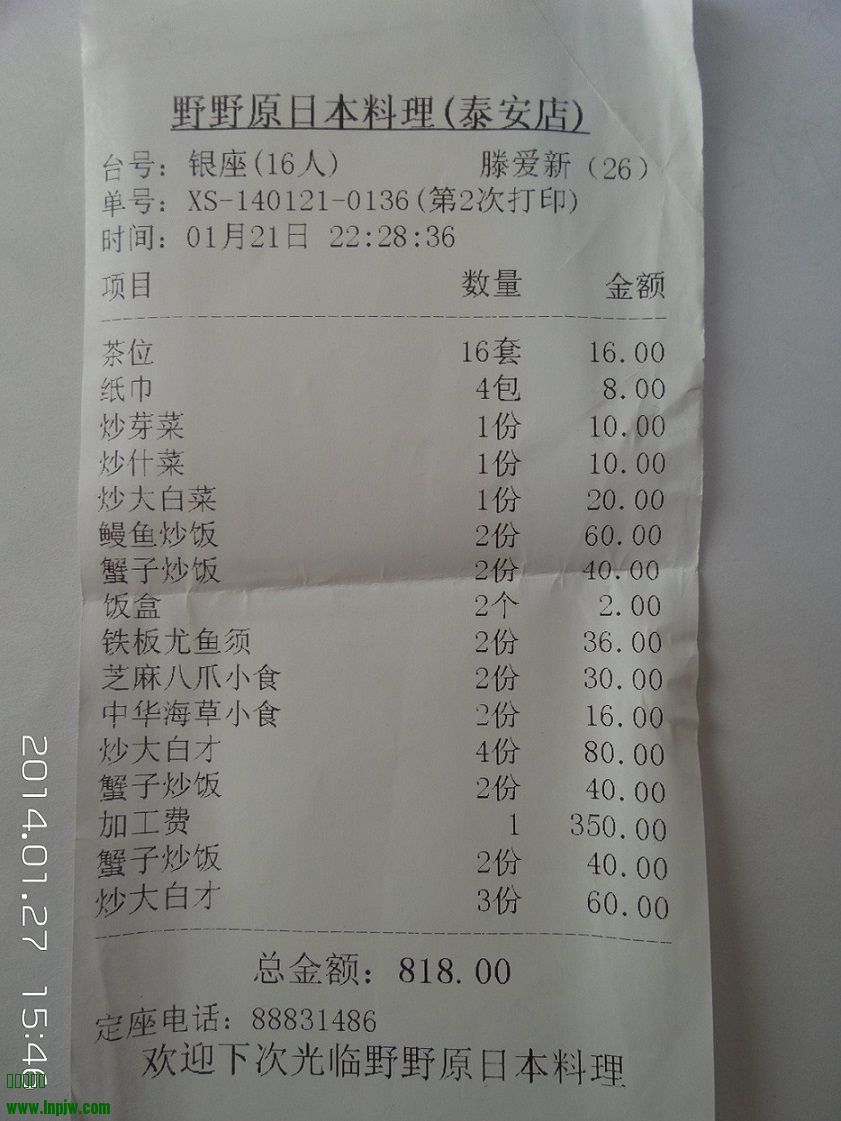 野野原日本料理(泰安店)
台号: 银座(16人) 滕爱新(26)
单号: XS-140121-0136(第2次打印)
时间: 01月21日 22:28:36
项目 数量 金额
茶位 16套 16.00
纸巾 4包 8.00
炒芽菜 1份 10.00
炒什菜 1份 10.00
炒大白菜 1份 20.00
鳗鱼炒饭 2份 60.00
蟹子炒饭 2份 40.00
饭盒 2个 2.00
铁板尤鱼须 2份 36.00
芝麻八爪小食 2份 30.00
中华海草小食 2份 16.00
炒大白才 4份 80.00
蟹子炒饭 2份 40.00
加工费 1 350.00
蟹子炒饭 2份 40.00
炒大白才 3份 60.00
总金额: 818.00
定座电话: 88831486
欢迎下次光临野野原日本料理
2014.01.27 15:46
www.lnpjw.com